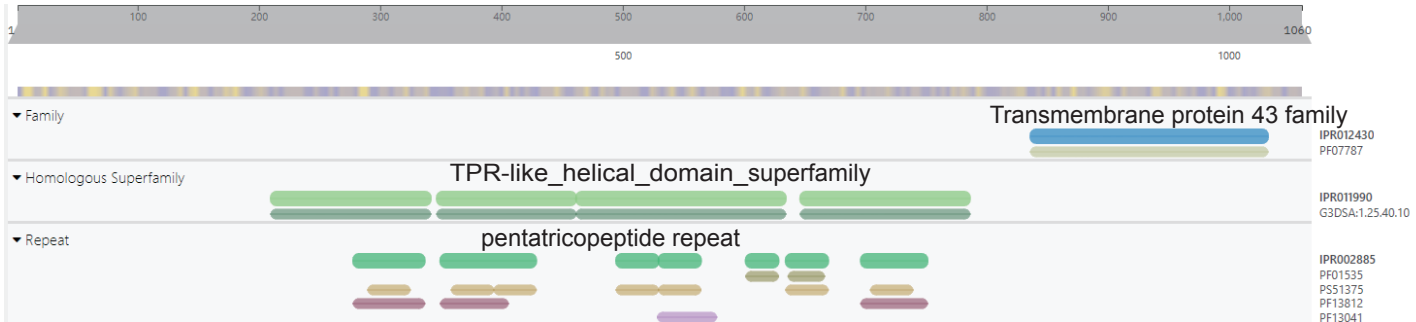 100 200 300 400 500 600 700 800 900 1,000
1 1060
500 1000
Transmembrane protein 43 family
▾ Family
IPR012430
PF07787
TPR-like_helical_domain_superfamily
▾ Homologous Superfamily
IPR011990
G3DSA:1.25.40.10
pentatricopeptide repeat
▾ Repeat
IPR002885
PF01535
PS51375
PF13812
PF13041